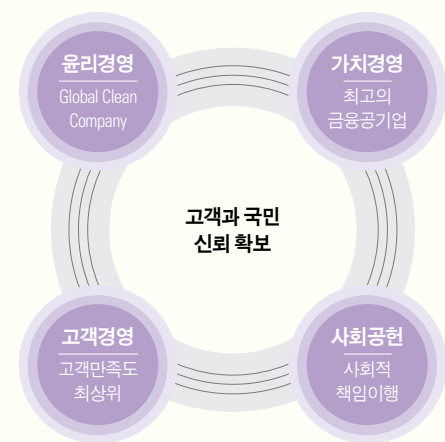 윤리경영
Global Clean
Company
가치경영
최고의
금융공기업
고객과 국민
신뢰 확보
고객경영
고객만족도
최상위
사회공헌
사회적
책임이행